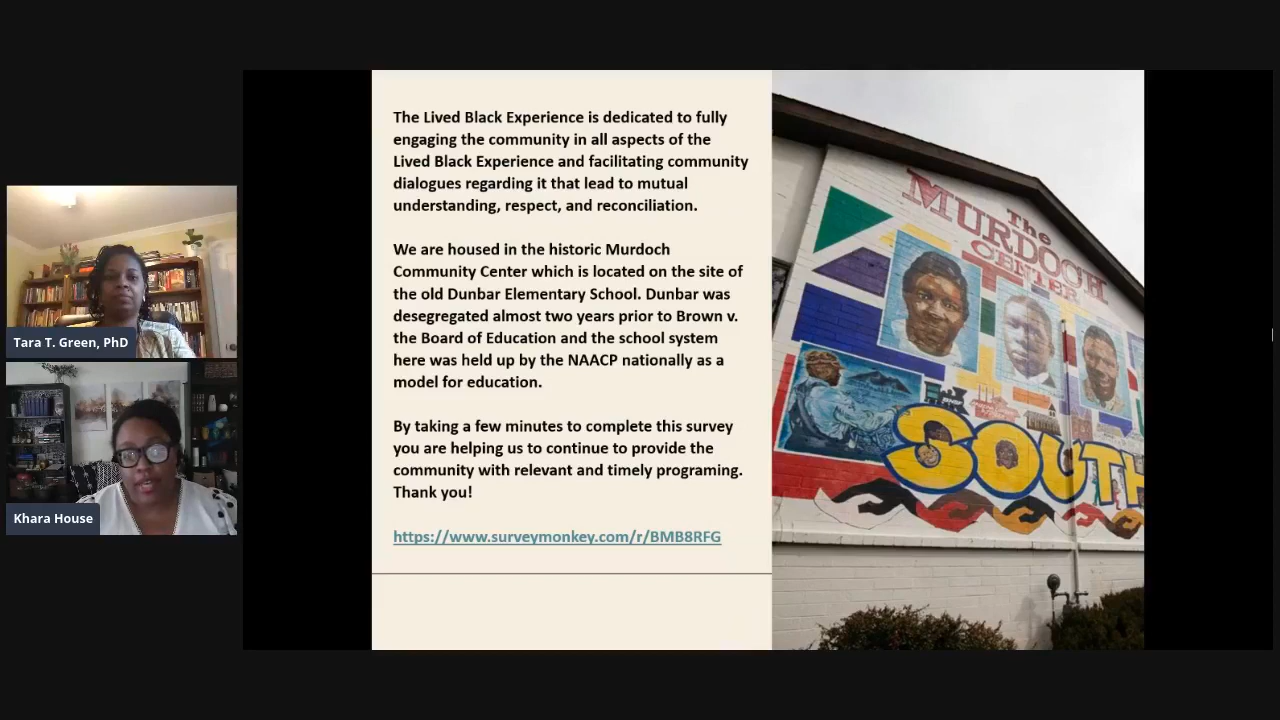 The Lived Black Experience is dedicated to fully
engaging the community in all aspects of the
Lived Black Experience and facilitating community
dialogues regarding it that lead to mutual
understanding, respect, and reconciliation.
We are housed in the historic Murdoch
Community Center which is located on the site of
the old Dunbar Elementary School. Dunbar was
desegregated almost two years prior to Brown v.
the Board of Education and the school system
here was held up by the NAACP nationally as a
model for education.
By taking a few minutes to complete this survey
you are helping us to continue to provide the
community with relevant and timely programing.
Thank you!
https://www.surveymonkey.com/r/BMB8RFG
The
MURDOCH
CENTER
SOUTH
Tara T. Green, PhD
Khara House